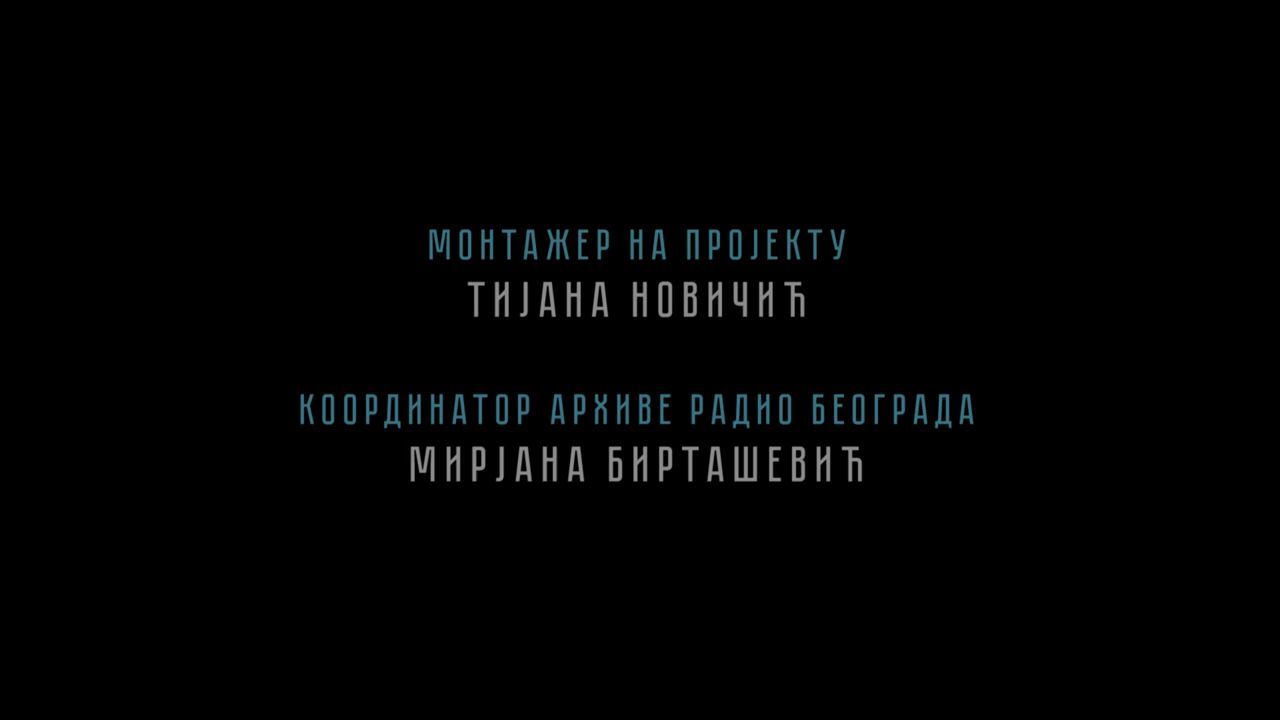 МОНТАЖЕР НА ПРОЈЕКТУ
ТИЈАНА НОВИЧИЋ
КООРДИНАТОР АРХИВЕ РАДИО БЕОГРАДА
МИРЈАНА БИРТАШЕВИЋ